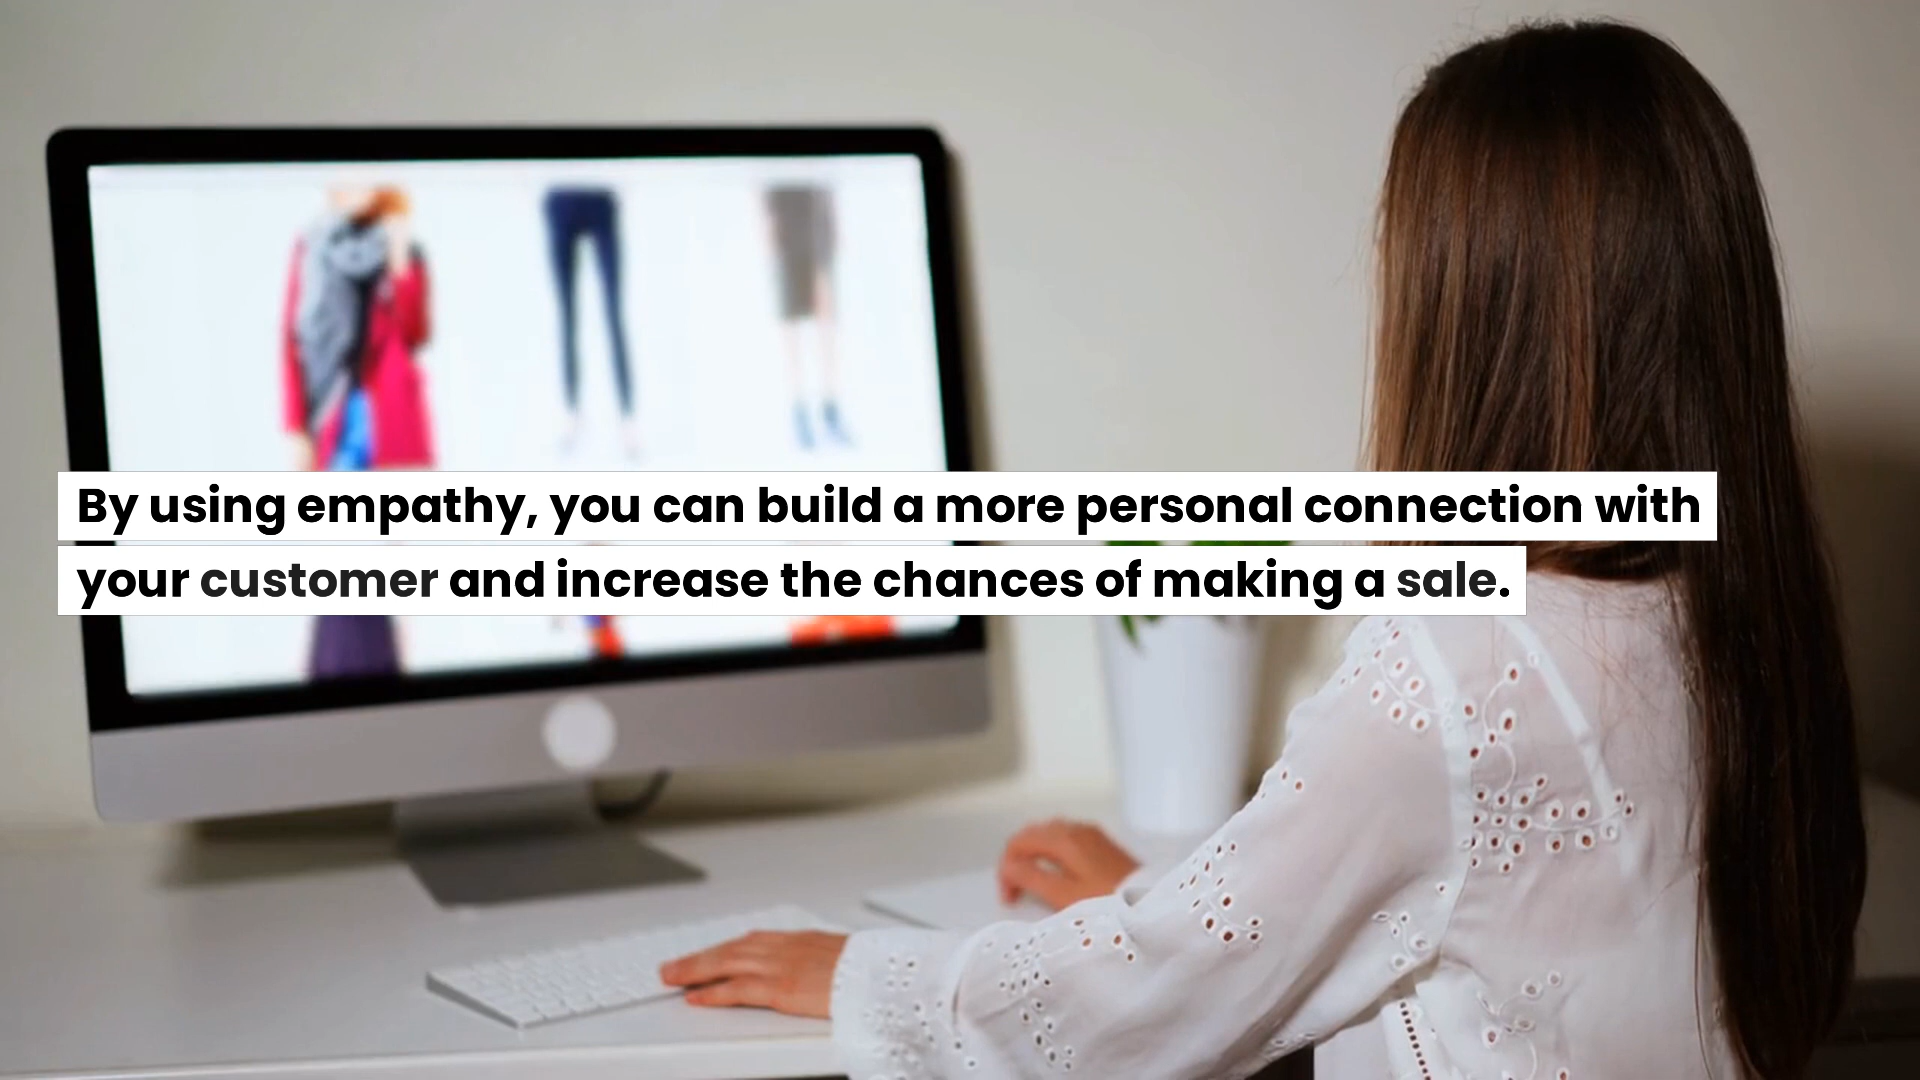 By using empathy, you can build a more personal connection with
your customer and increase the chances of making a sale.